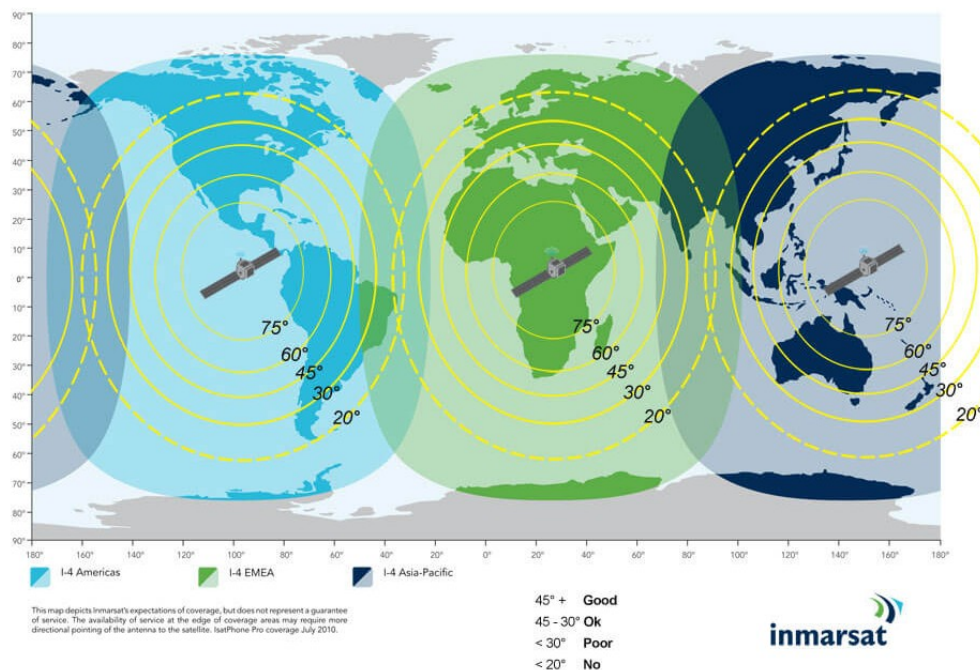 90°
80°
70°
60°
50°
40°
30°
20°
10°
0°
10°
20°
30°
40°
50°
60°
70°
80°
90°
75° 75° 75°
60° 60° 60°
45° 45° 45°
30° 30° 30°
20° 20° 20°
180° 160° 140° 120° 100° 80° 60° 40° 20° 0° 20° 40° 60° 80° 100° 120° 140° 160° 180°
I-4 Americas I-4 EMEA I-4 Asia-Pacific
This map depicts Inmarsat's expectations of coverage, but does not represent a guarantee
of service. The availability of service at the edge of coverage areas may require more
directional pointing of the antenna to the satellite. IsatPhone Pro coverage July 2010.
45° + Good
45 - 30° Ok
< 30° Poor
< 20° No
inmarsat